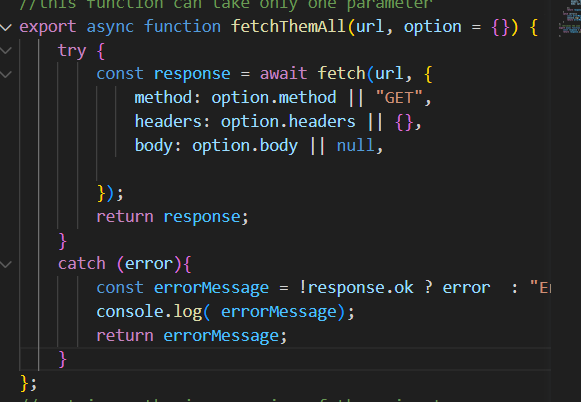 //this function can take only one parameter
export async function fetchThemAll(url, option = {}) {
try {
const response = await fetch(url, {
method: option.method || "GET",
headers: option.headers || {},
body: option.body || null,
});
return response;
}
catch (error){
const errorMessage = !response.ok ? error  : "E
console.log( errorMessage);
return errorMessage;
}
};